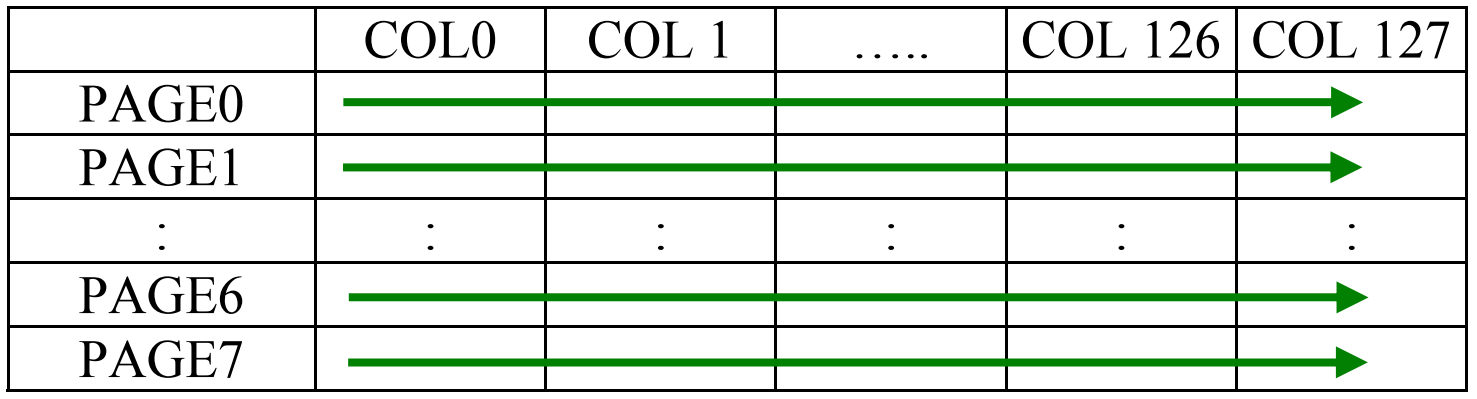 COL0 COL 1 ..... COL 126 COL 127
PAGE0
PAGE1
: : : : : :
PAGE6
PAGE7